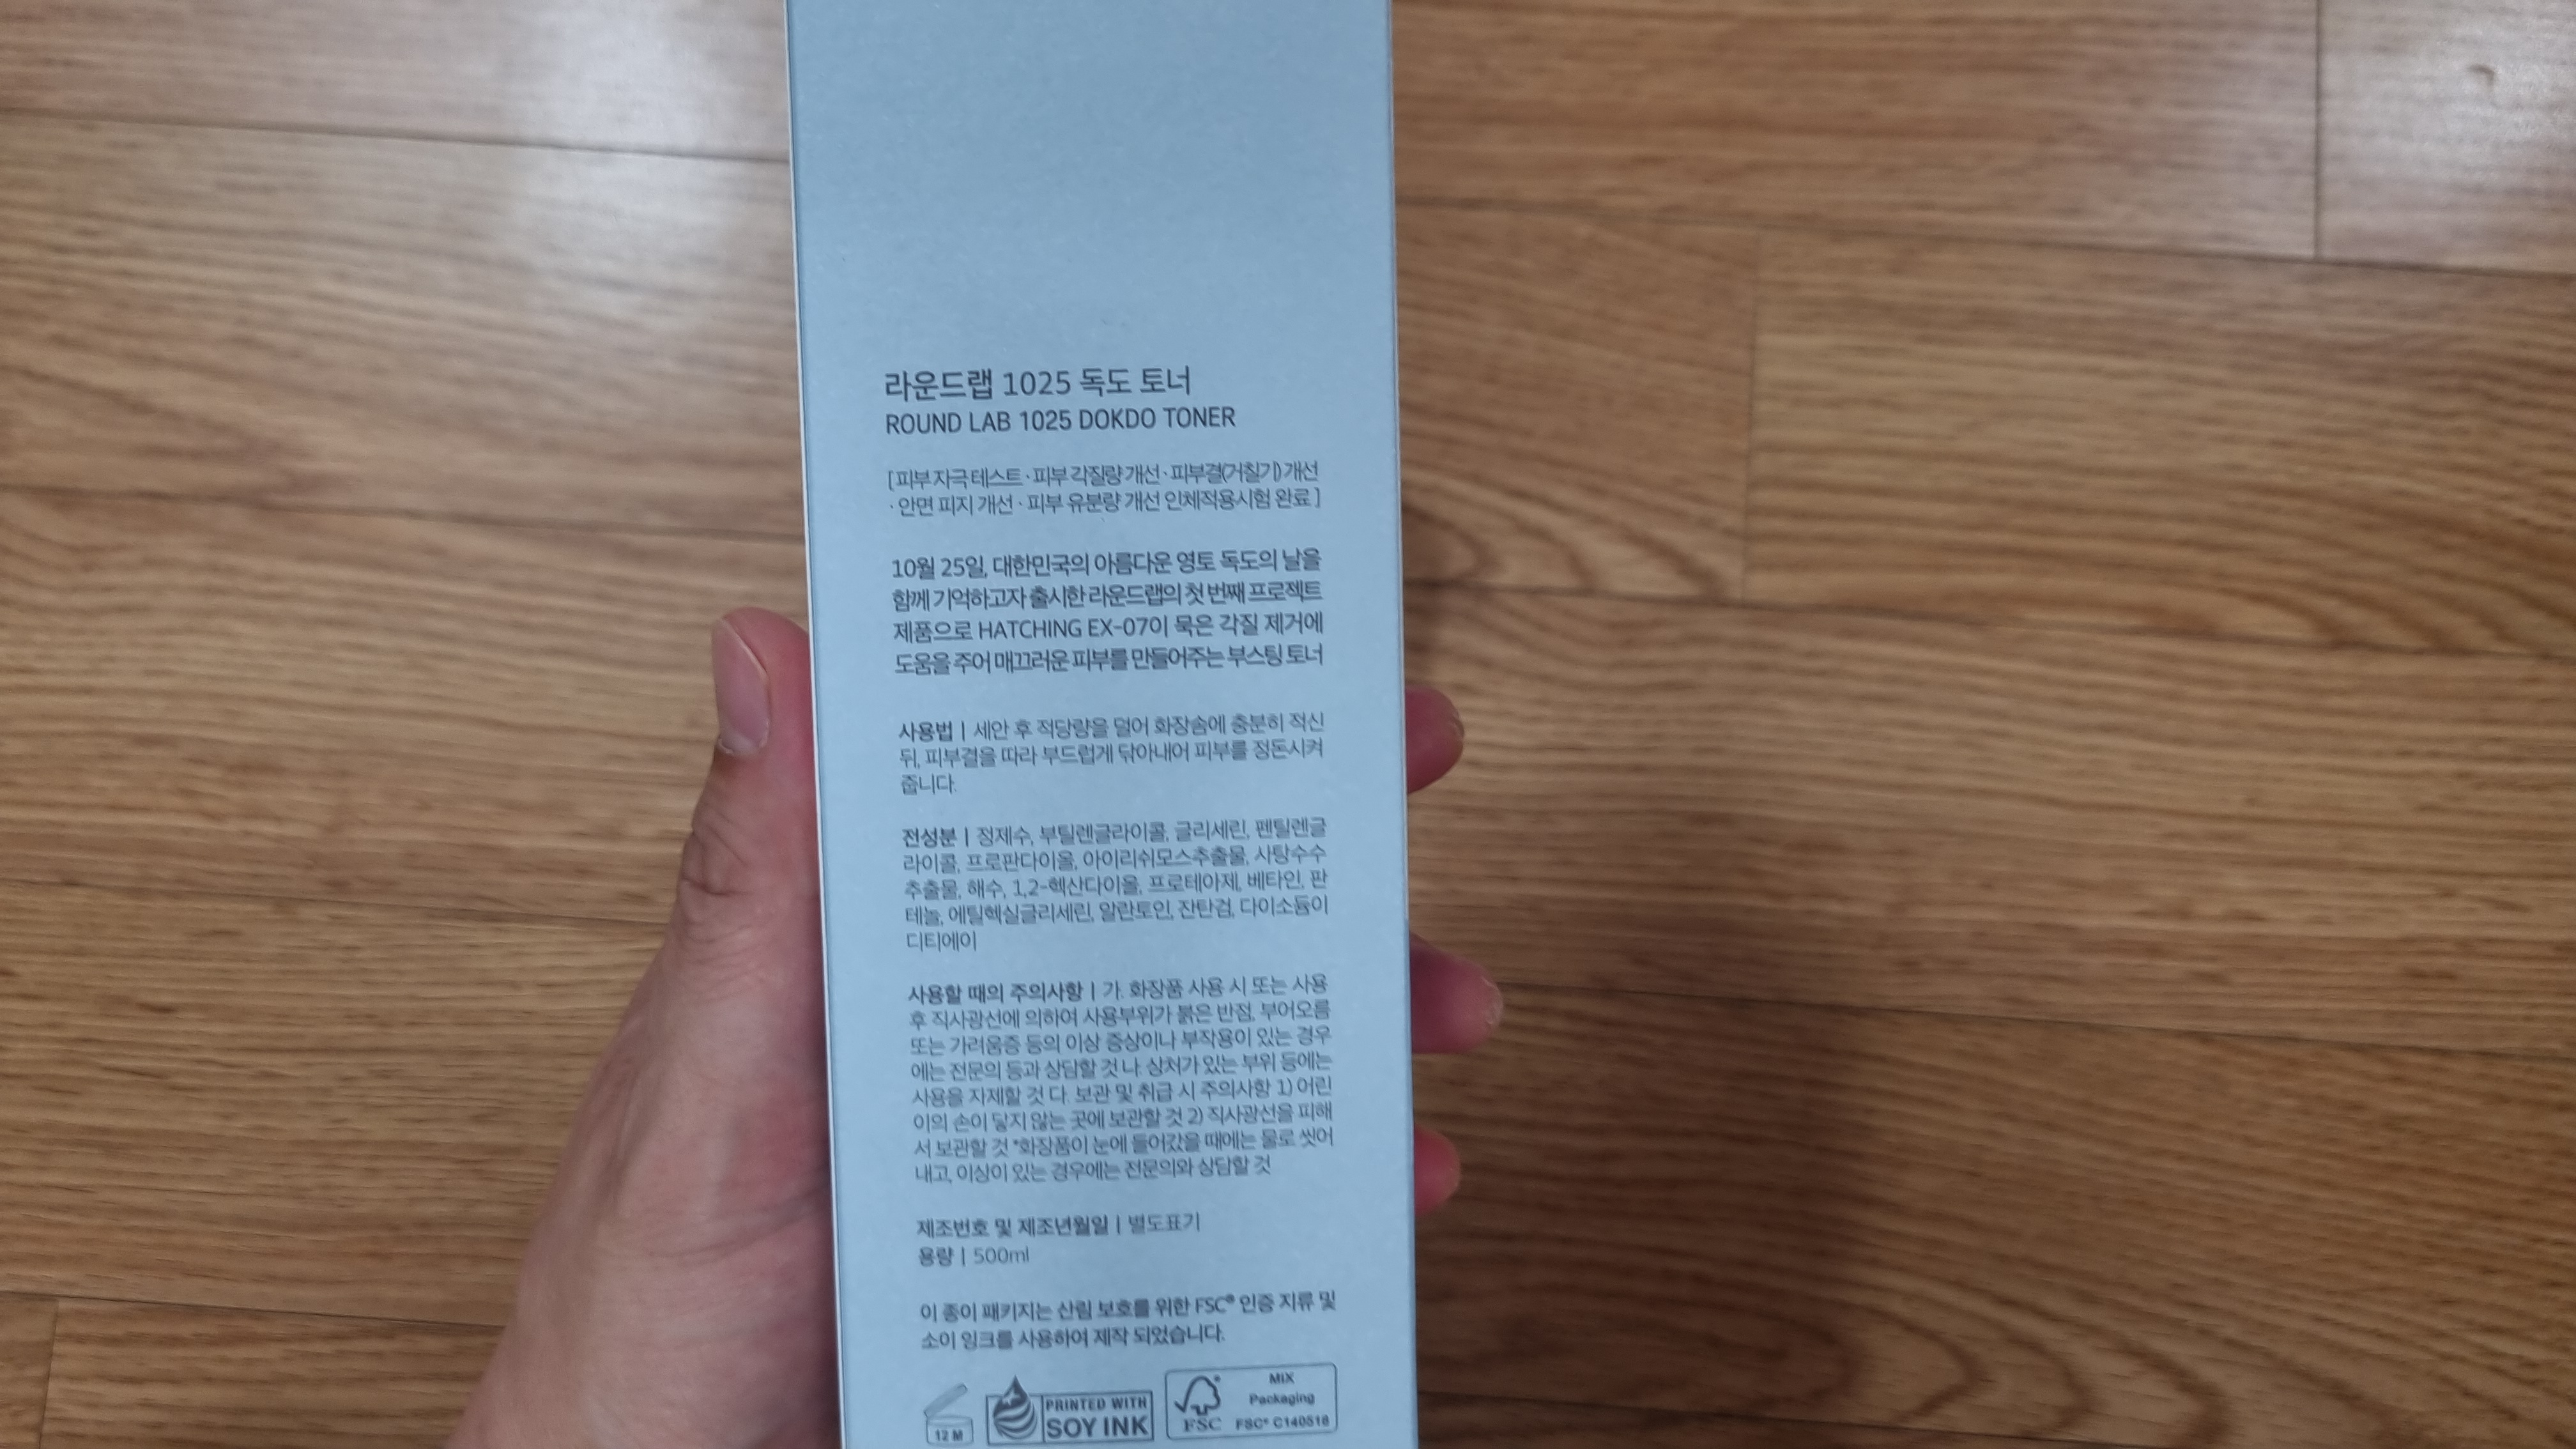 라운드랩 1025 독도 토너
ROUND LAB 1025 DOKDO TONER
[ 피부 자극 테스트 · 피부 각질량 개선 · 피부결(거칠기) 개선
· 안면 피지 개선 · 피부 유분량 개선 인체적용시험 완료 ]
10월 25일, 대한민국의 아름다운 영토 독도의 날을
함께 기억하고자 출시한 라운드랩의 첫 번째 프로젝트
제품으로 HATCHING EX-07이 묵은 각질 제거에
도움을 주어 매끄러운 피부를 만들어주는 부스팅 토너
사용법 | 세안 후 적당량을 덜어 화장솜에 충분히 적신
뒤, 피부결을 따라 부드럽게 닦아내어 피부를 정돈시켜
줍니다.
전성분 | 정제수, 부틸렌글라이콜, 글리세린, 펜틸렌글
라이콜, 프로판다이올, 아이리쉬모스추출물, 사탕수수
추출물, 해수, 1,2-헥산다이올, 프로테아제, 베타인, 판
테놀, 에틸헥실글리세린, 알란토인, 잔탄검, 다이소듐이
디티에이
사용할 때의 주의사항 | 가. 화장품 사용 시 또는 사용
후 직사광선에 의하여 사용부위가 붉은 반점, 부어오름
또는 가려움증 등의 이상 증상이나 부작용이 있는 경우
에는 전문의 등과 상담할 것 나. 상처가 있는 부위 등에는
사용을 자제할 것 다. 보관 및 취급 시 주의사항 1) 어린
이의 손이 닿지 않는 곳에 보관할 것 2) 직사광선을 피해
서 보관할 것 *화장품이 눈에 들어갔을 때에는 물로 씻어
내고, 이상이 있는 경우에는 전문의와 상담할 것
제조번호 및 제조년월일 | 별도표기
용량 | 500ml
이 종이 패키지는 산림 보호를 위한 FSC® 인증 지류 및
소이 잉크를 사용하여 제작 되었습니다.
12 M
PRINTED WITH
SOY INK
FSC
MIX
Packaging
FSC® C140518